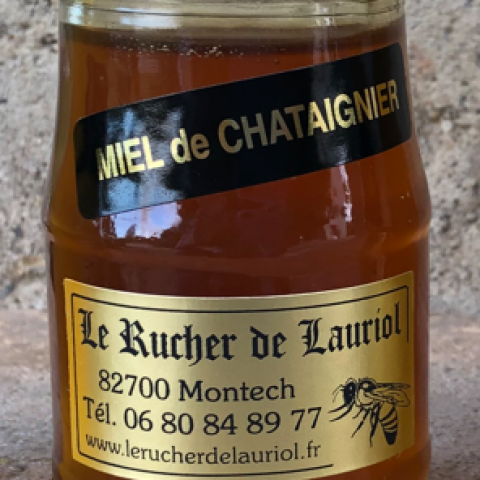 MIEL de CHATAIGNIER
Le Rucher de Lauriol
82700 Montech
Tél. 06 80 84 89 77
www.lerucherdelauriol.fr